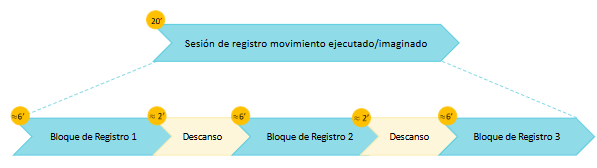 20’
Sesión de registro movimiento ejecutado/imaginado
≈6’
≈ 2’
≈6’
≈ 2’
≈6’
Bloque de Registro 1
Descanso
Bloque de Registro 2
Descanso
Bloque de Registro 3